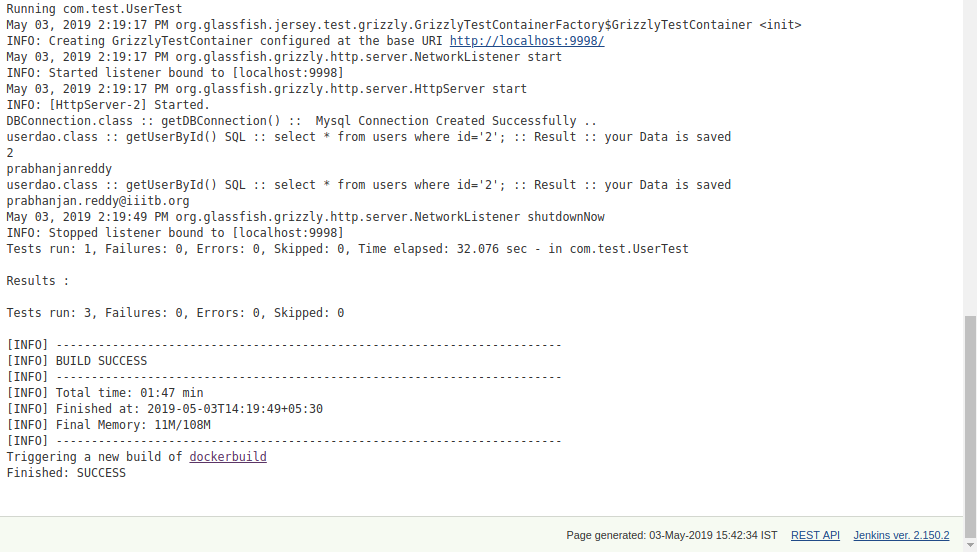 Running com.test.UserTest
May 03, 2019 2:19:17 PM org.glassfish.jersey.test.grizzly.GrizzlyTestContainerFactory$GrizzlyTestContainer <init>
INFO: Creating GrizzlyTestContainer configured at the base URI http://localhost:9998/
May 03, 2019 2:19:17 PM org.glassfish.grizzly.http.server.NetworkListener start
INFO: Started listener bound to [localhost:9998]
May 03, 2019 2:19:17 PM org.glassfish.grizzly.http.server.HttpServer start
INFO: [HttpServer-2] Started.
DBConnection.class :: getDBConnection() ::  Mysql Connection Created Successfully ..
userdao.class :: getUserById() SQL :: select * from users where id='2'; :: Result :: your Data is saved
2
prabhanjanreddy
userdao.class :: getUserById() SQL :: select * from users where id='2'; :: Result :: your Data is saved
prabhanjan.reddy@iiitb.org
May 03, 2019 2:19:49 PM org.glassfish.grizzly.http.server.NetworkListener shutdownNow
INFO: Stopped listener bound to [localhost:9998]
Tests run: 1, Failures: 0, Errors: 0, Skipped: 0, Time elapsed: 32.076 sec - in com.test.UserTest
Results :
Tests run: 3, Failures: 0, Errors: 0, Skipped: 0
[INFO] ------------------------------------------------------------------------
[INFO] BUILD SUCCESS
[INFO] ------------------------------------------------------------------------
[INFO] Total time: 01:47 min
[INFO] Finished at: 2019-05-03T14:19:49+05:30
[INFO] Final Memory: 11M/108M
[INFO] ------------------------------------------------------------------------
Triggering a new build of dockerbuild
Finished: SUCCESS
Page generated: 03-May-2019 15:42:34 IST REST API Jenkins ver. 2.150.2